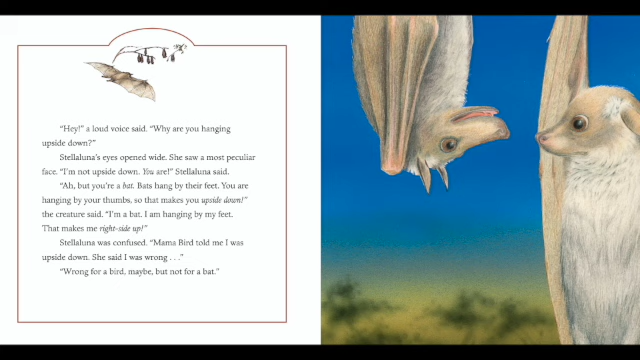 “Hey!” a loud voice said. “Why are you hanging
upside down?”
Stellaluna’s eyes opened wide. She saw a most peculiar
face. “I’m not upside down. You are!” Stellaluna said.
“Ah, but you’re a bat. Bats hang by their feet. You are
hanging by your thumbs, so that makes you upside down!”
the creature said. “I’m a bat. I am hanging by my feet.
That makes me right-side up!”
Stellaluna was confused. “Mama Bird told me I was
upside down. She said I was wrong . . .”
“Wrong for a bird, maybe, but not for a bat.”